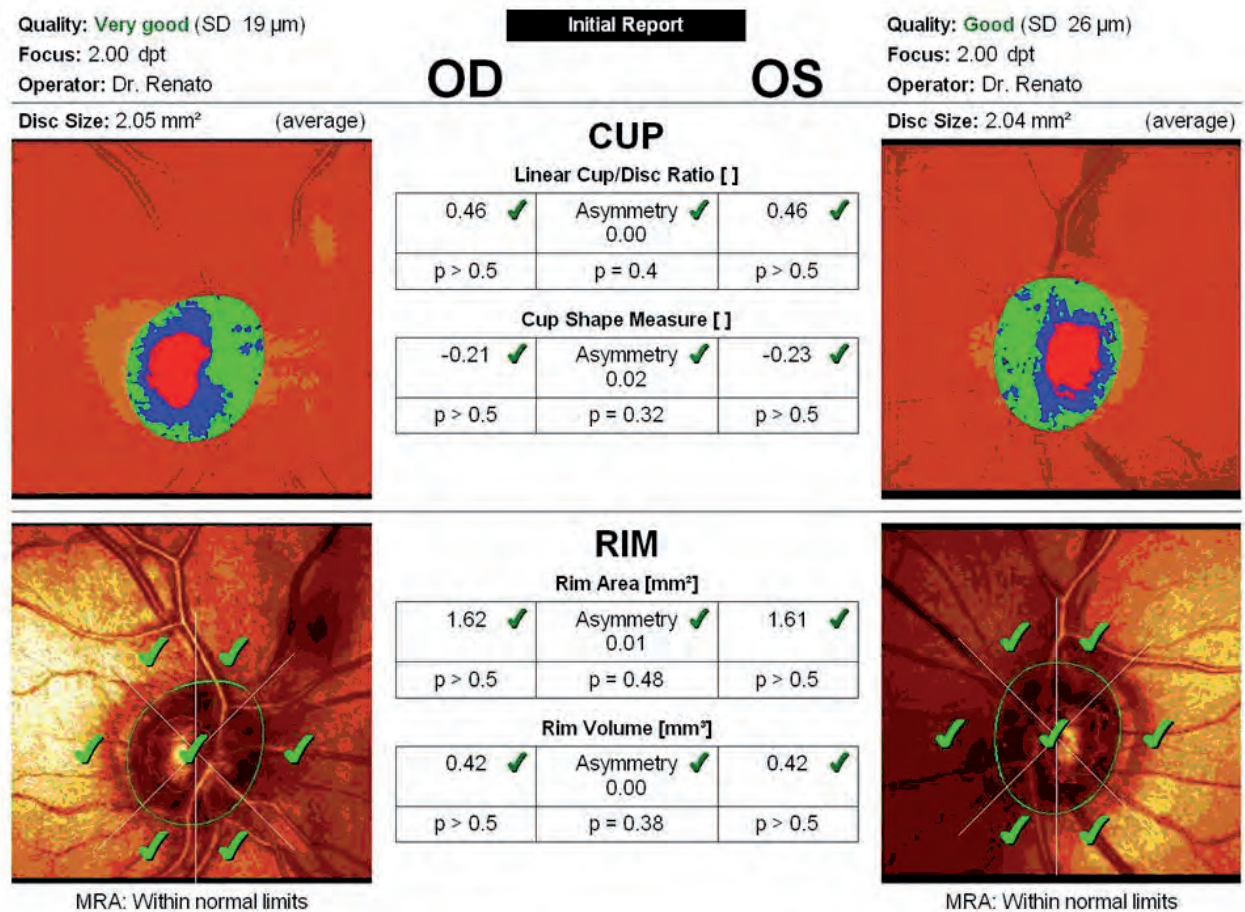 Quality: Very good (SD 19 µm)
Focus: 2.00 dpt
Operator: Dr. Renato
Initial Report
OD OS
Quality: Good (SD 26 µm)
Focus: 2.00 dpt
Operator: Dr. Renato
Disc Size: 2.05 mm² (average)
Disc Size: 2.04 mm² (average)
CUP
Linear Cup/Disc Ratio [ ]
0.46 Asymmetry 0.46
0.00
p > 0.5 p = 0.4 p > 0.5
Cup Shape Measure [ ]
-0.21 Asymmetry -0.23
0.02
p > 0.5 p = 0.32 p > 0.5
RIM
Rim Area [mm²]
1.62 Asymmetry 1.61
0.01
p > 0.5 p = 0.48 p > 0.5
Rim Volume [mm³]
0.42 Asymmetry 0.42
0.00
p > 0.5 p = 0.38 p > 0.5
MRA: Within normal limits
MRA: Within normal limits